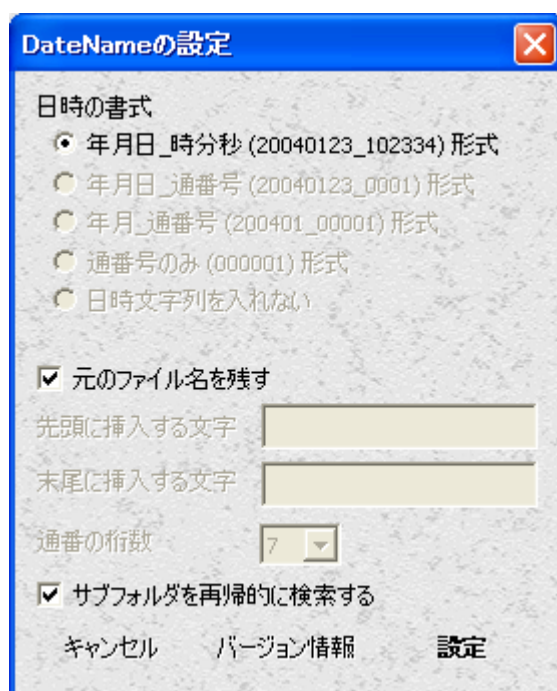 DateNameの設定
日時の書式
年月日_時分秒 (20040123_102334) 形式
年月日_通番号 (20040123_0001) 形式
年月_通番号 (200401_00001) 形式
通番号のみ (000001) 形式
日時文字列を入れない
元のファイル名を残す
先頭に挿入する文字
末尾に挿入する文字
通番の桁数 7
サブフォルダを再帰的に検索する
キャンセル バージョン情報 設定